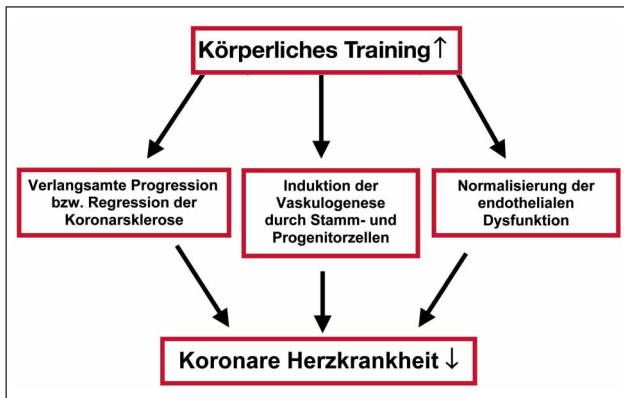 Körperliches Training ↑
Verlangsamte Progression
bzw. Regression der
Koronarsklerose
Induktion der
Vaskulogenese
durch Stamm- und
Progenitorzellen
Normalisierung der
endothelialen
Dysfunktion
Koronare Herzkrankheit ↓